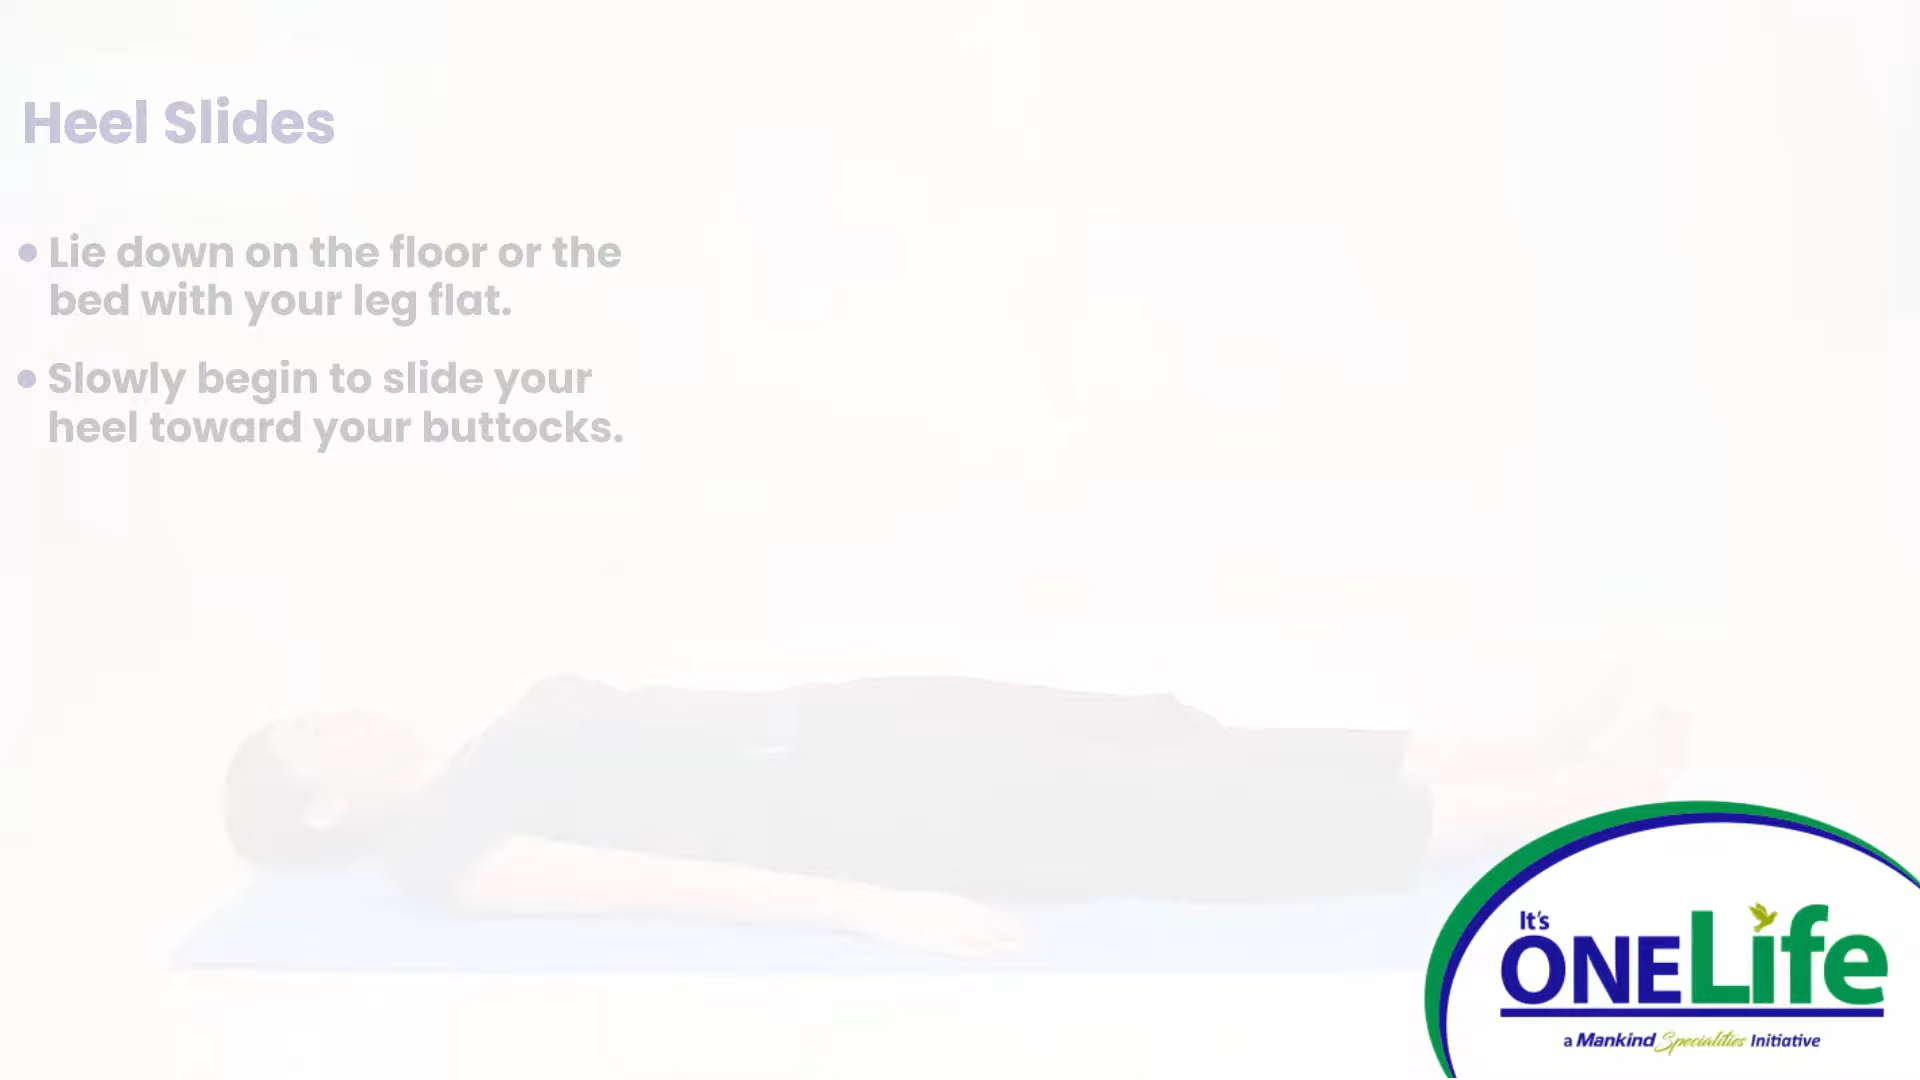 Heel Slides
• Lie down on the floor or the
bed with your leg flat.
• Slowly begin to slide your
heel toward your buttocks.
It's
ONELife
a Mankind Specialities Initiative